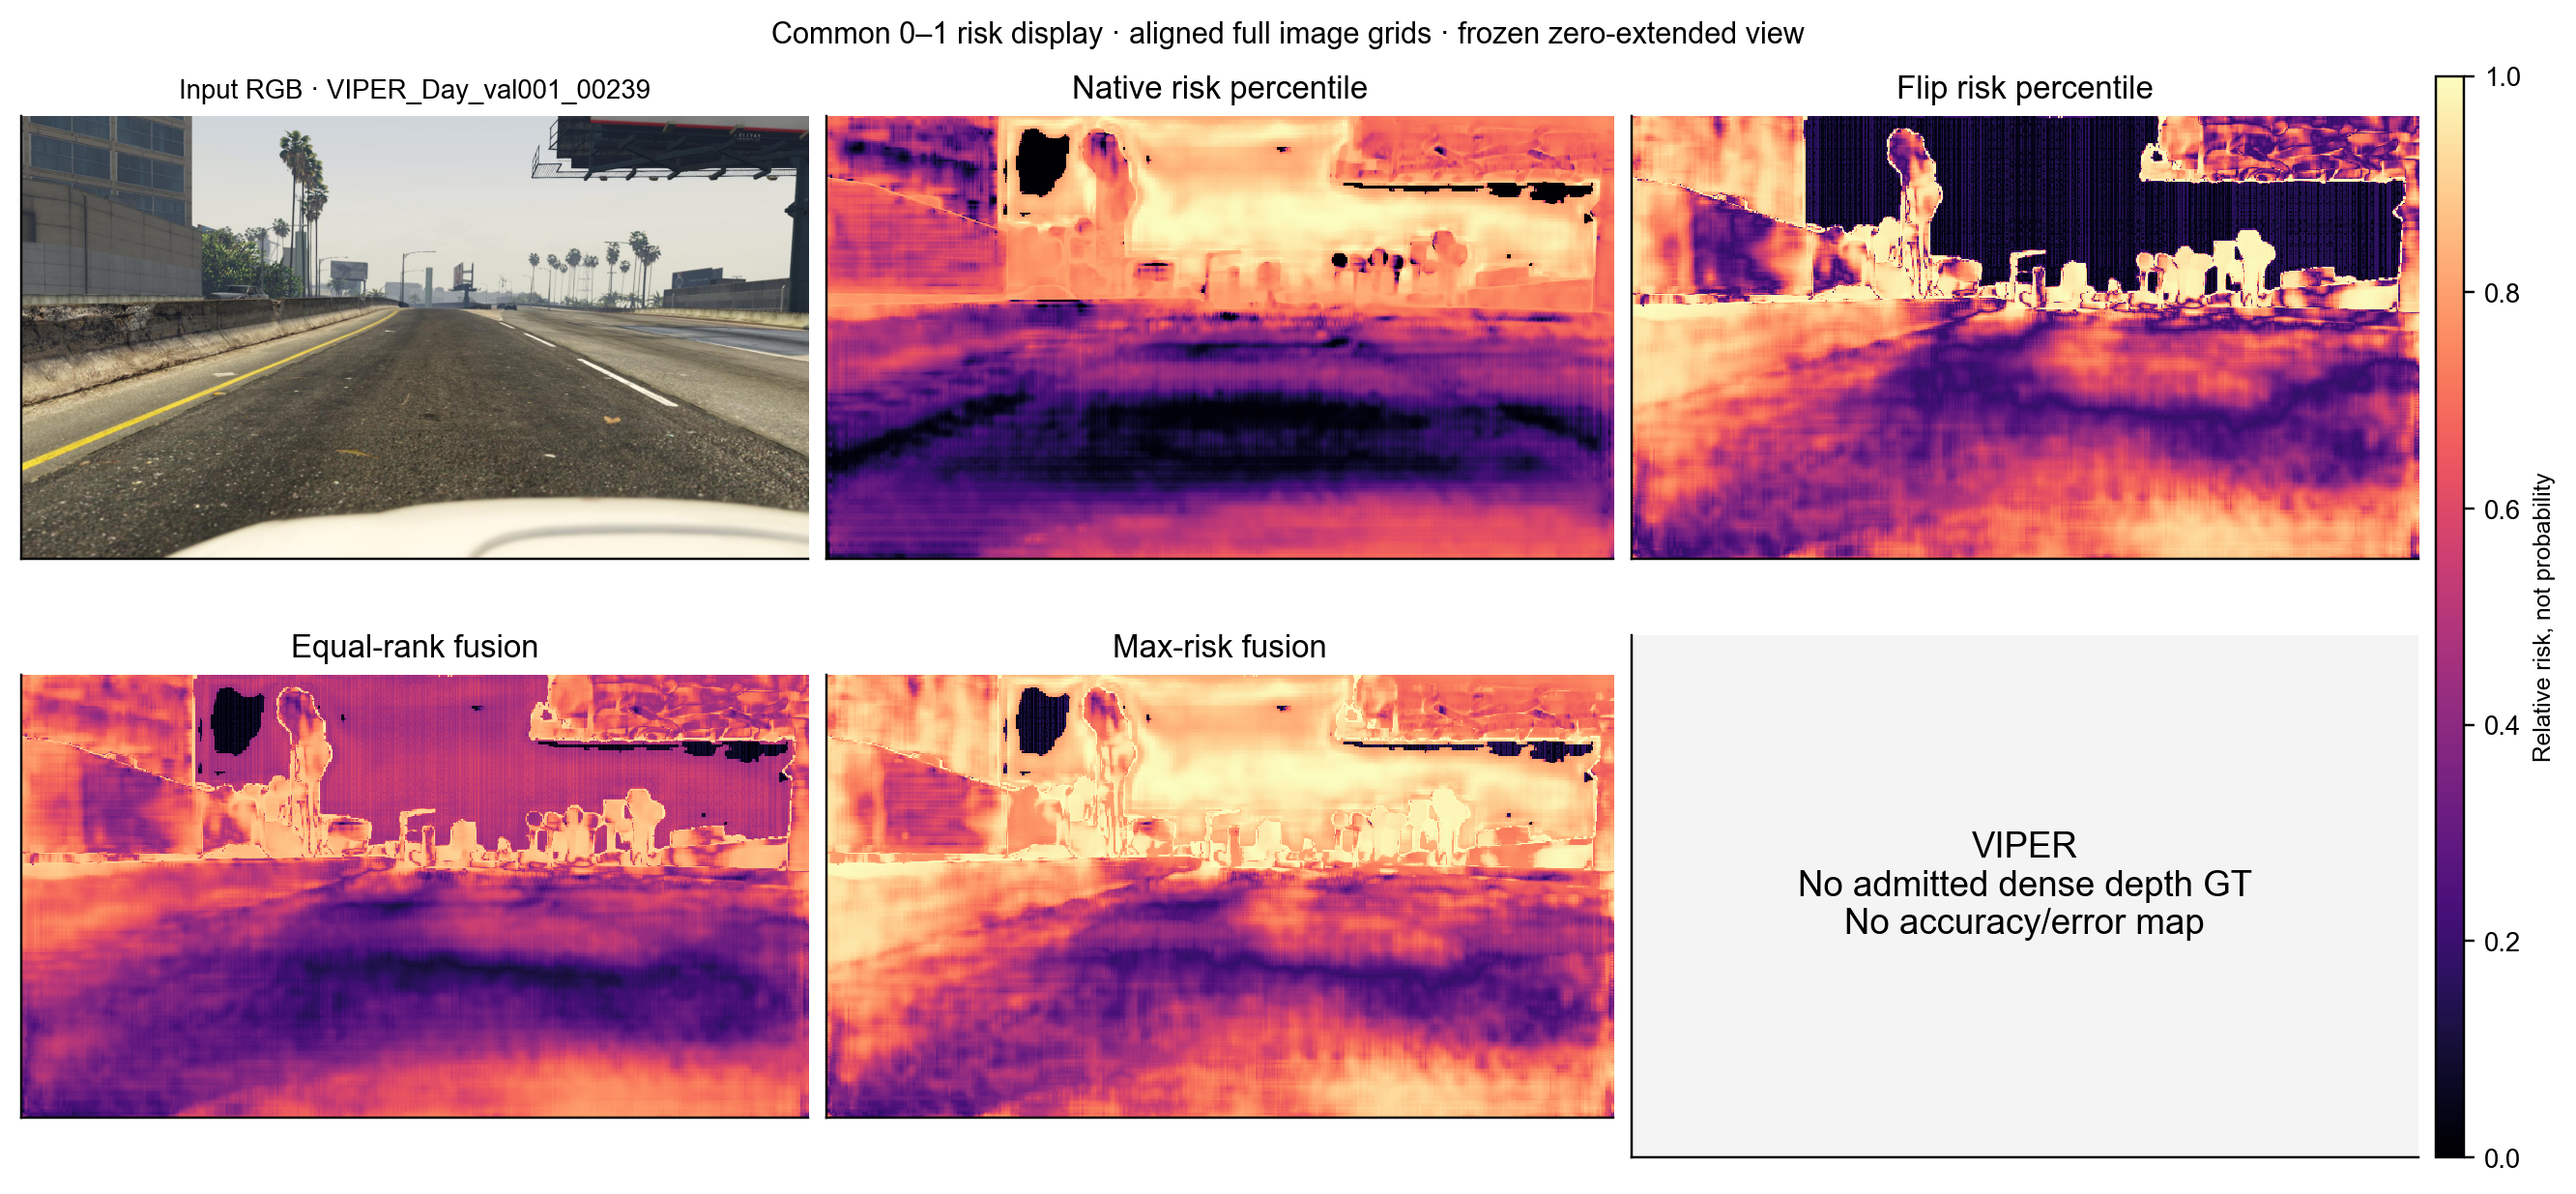 Common 0–1 risk display · aligned full image grids · frozen zero-extended view
Input RGB · VIPER_Day_val001_00239
Native risk percentile
Flip risk percentile
1.0
0.8
0.6
0.4
0.2
0.0
Relative risk, not probability
Equal-rank fusion
Max-risk fusion
VIPER
No admitted dense depth GT
No accuracy/error map